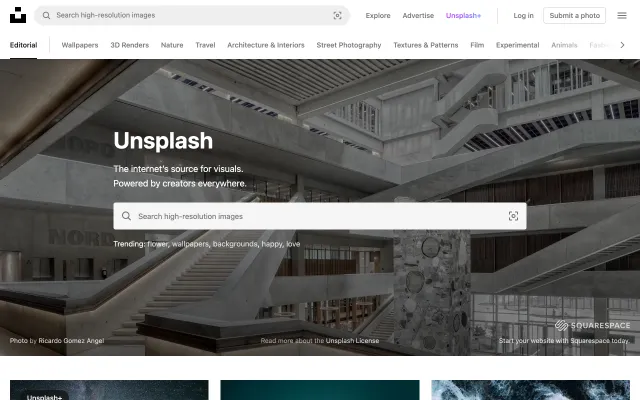 Search high-resolution images
Explore
Advertise
Unsplash+
Log in
Submit a photo
Editorial
Wallpapers
3D Renders
Nature
Travel
Architecture & Interiors
Street Photography
Textures & Patterns
Film
Experimental
Animals
NORD
Unsplash
The internet's source for visuals.
Powered by creators everywhere.
Search high-resolution images
Trending: flower, wallpapers, backgrounds, happy, love
NORD
SQUARESPACE
Photo by Ricardo Gomez Angel
Read more about the Unsplash License
Start your website with Squarespace today.
Unsplash+